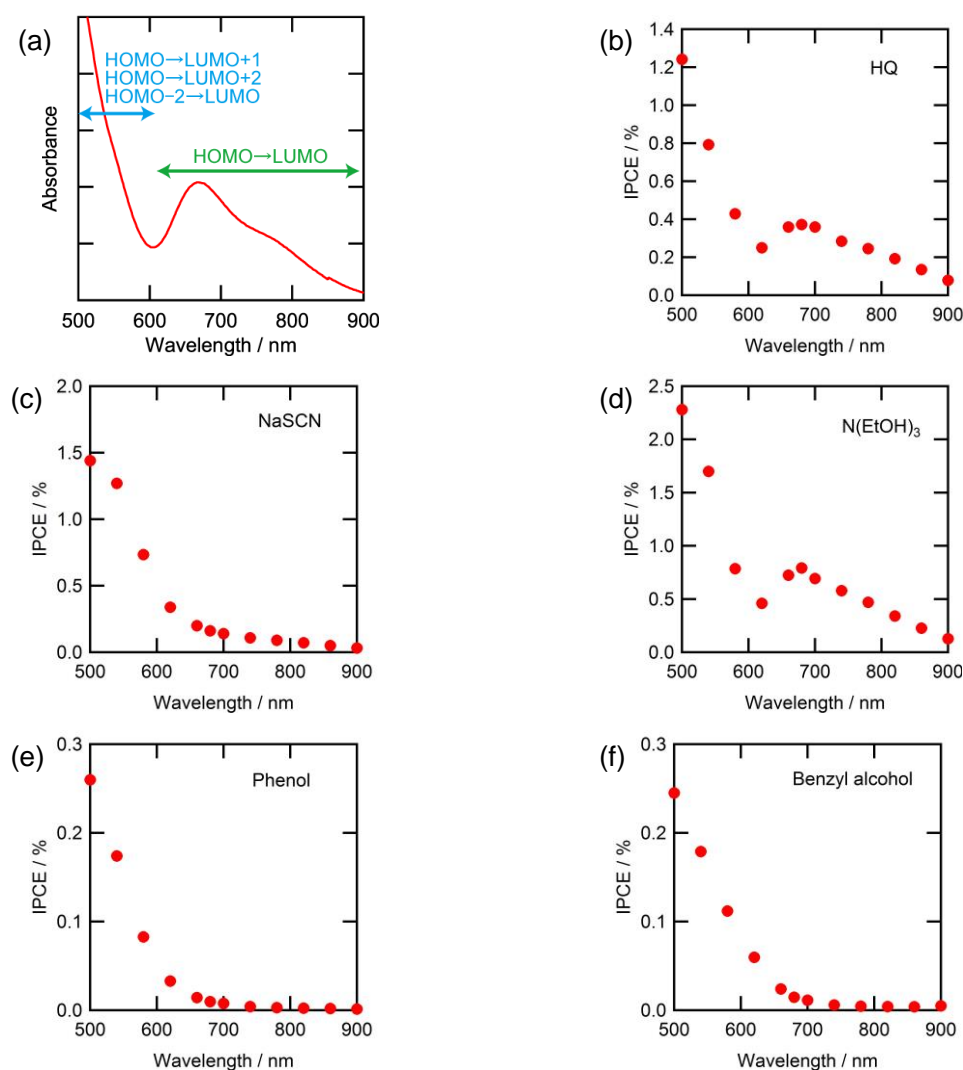 (a)
HOMO→LUMO+1
HOMO→LUMO+2
HOMO−2→LUMO
HOMO→LUMO
Absorbance
500 600 700 800 900
Wavelength / nm
(b)
HQ
1.4
1.2
1.0
0.8
0.6
0.4
0.2
0.0
IPCE / %
500 600 700 800 900
Wavelength / nm
(c)
NaSCN
2.0
1.5
1.0
0.5
0.0
IPCE / %
500 600 700 800 900
Wavelength / nm
(d)
N(EtOH)₃
2.5
2.0
1.5
1.0
0.5
0.0
IPCE / %
500 600 700 800 900
Wavelength / nm
(e)
Phenol
0.3
0.2
0.1
0.0
IPCE / %
500 600 700 800 900
Wavelength / nm
(f)
Benzyl alcohol
0.3
0.2
0.1
0.0
IPCE / %
500 600 700 800 900
Wavelength / nm